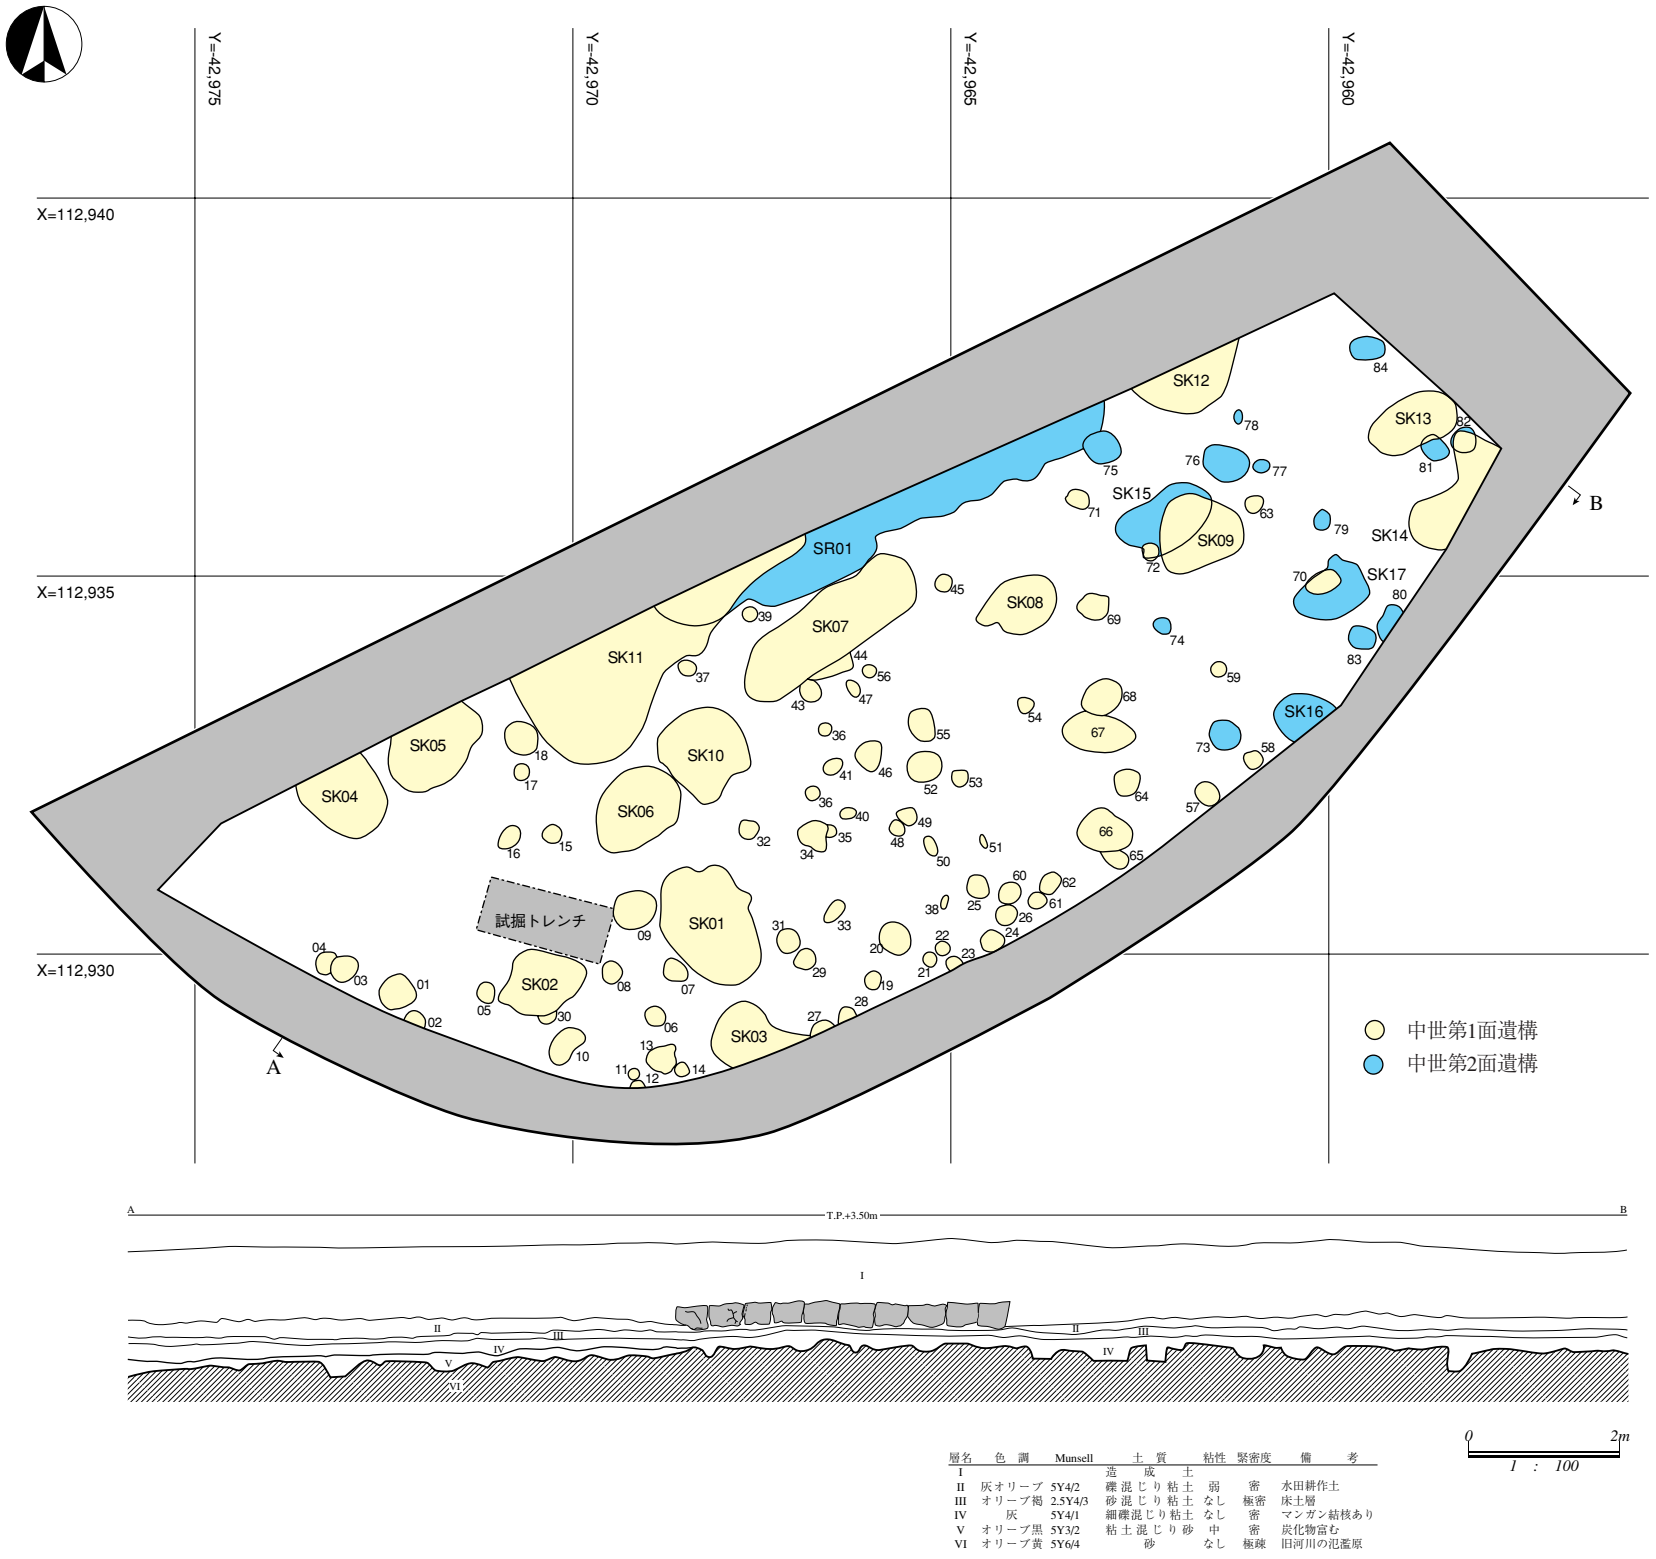 Y=-42,975
Y=-42,970
Y=-42,965
Y=-42,960
X=112,940
X=112,935
X=112,930
SK12
84
SK13
82
81
78
76
77
75
SK15
71
63
SK09
72
79
SK14
B
SR01
70
SK17
80
83
45
SK08
69
74
39
SK07
SK11
37
44
56
47
43
59
68
54
67
SK16
73
58
57
SK05
18
17
SK10
36
55
46
41
52
53
64
SK04
SK06
36
40
49
48
35
34
32
50
51
66
65
16
15
試掘トレンチ
09
SK01
33
31
29
38
25
60
62
61
26
24
20
22
21
23
04
03
01
02
05
SK02
30
08
07
06
19
28
27
SK03
10
13
11
12
14
A
中世第1面遺構
中世第2面遺構
A
T.P.+3.50m
B
I
II
II
III
III
IV
IV
V
VI
0 2m
1 : 100
層名 色調 Munsell 土質 粘性 緊密度 備考
I 造成土
II 灰オリーブ 5Y4/2 礫混じり粘土 弱 密 水田耕作土
III オリーブ褐 2.5Y4/3 砂混じり粘土 なし 極密 床土層
IV 灰 5Y4/1 細礫混じり粘土 なし 密 マンガン結核あり
V オリーブ黒 5Y3/2 粘土混じり砂 中 密 炭化物富む
VI オリーブ黄 5Y6/4 砂 なし 極疎 旧河川の氾濫原